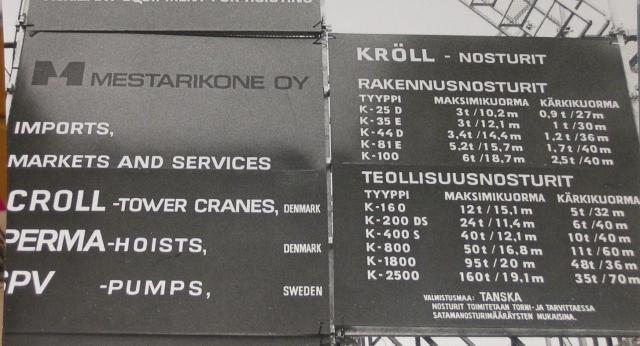 EQUIPMENT FOR HOISTING
M MESTARIKONE OY
IMPORTS,
MARKETS AND SERVICES
CROLL -TOWER CRANES, DENMARK
PERMA-HOISTS, DENMARK
PV -PUMPS, SWEDEN
KRÖLL - NOSTURIT
RAKENNUSNOSTURIT
TYYPPI MAKSIMIKUORMA KÄRKIKUORMA
K-25 D 3t/10,2m 0,9t/27m
K-35 E 3t/12,1m 1t/30m
K-44 D 3,4t/14,4m 1,2t/36m
K-81 E 5,2t/15,7m 1,7t/40m
K-100 6t/18,7m 2,5t/40m
TEOLLISUUSNOSTURIT
TYYPPI MAKSIMIKUORMA KÄRKIKUORMA
K-160 12t/15,1m 5t/32m
K-200 DS 24t/11,4m 6t/40m
K-400 S 40t/12,1m 10t/40m
K-800 50t/16,8m 11t/60m
K-1800 95t/20m 48t/36m
K-2500 160t/19,1m 35t/70m
VALMISTUSMAA: TANSKA
NOSTURIT TOIMITETAAN TORNI- JA TARVITTAESSA
SATAMANOSTURIMÄÄRÄYSTEN MUKAISINA.